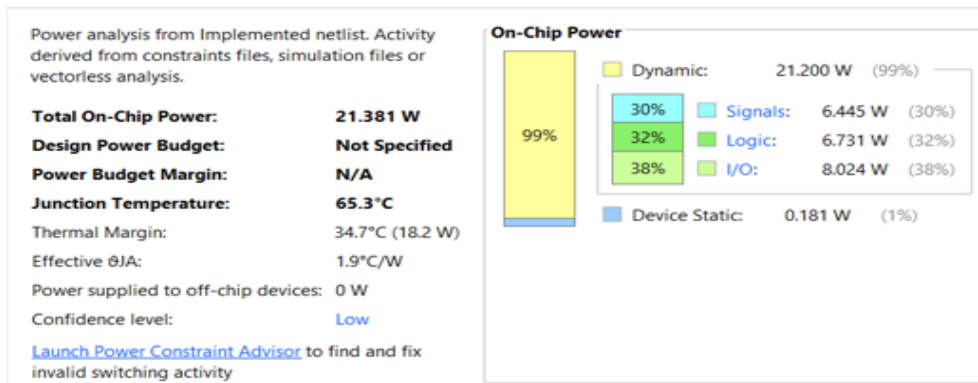 Power analysis from Implemented netlist. Activity
derived from constraints files, simulation files or
vectorless analysis.
Total On-Chip Power: 21.381 W
Design Power Budget: Not Specified
Power Budget Margin: N/A
Junction Temperature: 65.3°C
Thermal Margin: 34.7°C (18.2 W)
Effective ϑJA: 1.9°C/W
Power supplied to off-chip devices: 0 W
Confidence level: Low
Launch Power Constraint Advisor to find and fix
invalid switching activity
On-Chip Power
99%
Dynamic: 21.200 W (99%)
30% Signals: 6.445 W (30%)
32% Logic: 6.731 W (32%)
38% I/O: 8.024 W (38%)
Device Static: 0.181 W (1%)